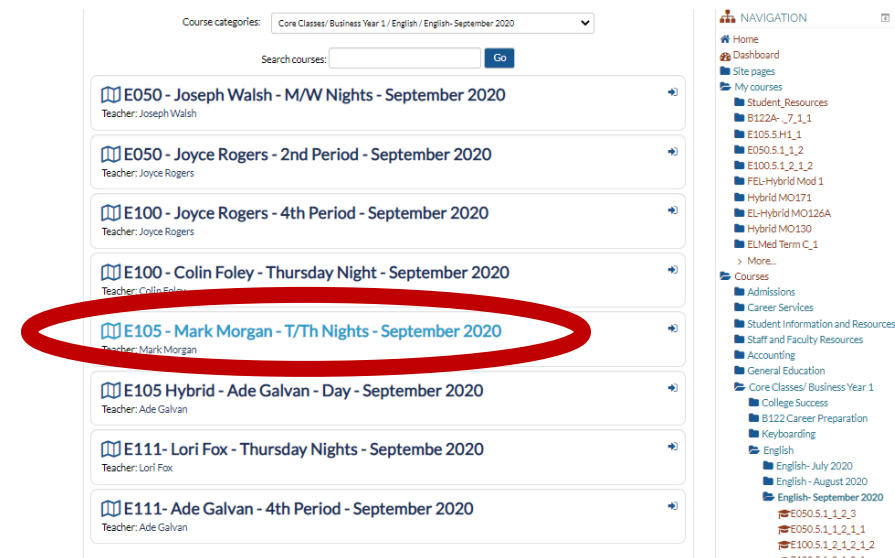 Course categories: Core Classes/ Business Year 1 / English / English- September 2020
Search courses: Go
E050 - Joseph Walsh - M/W Nights - September 2020
Teacher: Joseph Walsh
E050 - Joyce Rogers - 2nd Period - September 2020
Teacher: Joyce Rogers
E100 - Joyce Rogers - 4th Period - September 2020
Teacher: Joyce Rogers
E100 - Colin Foley - Thursday Night - September 2020
Teacher: Colin Foley
E105 - Mark Morgan - T/Th Nights - September 2020
Teacher: Mark Morgan
E105 Hybrid - Ade Galvan - Day - September 2020
Teacher: Ade Galvan
E111- Lori Fox - Thursday Nights - Septembe 2020
Teacher: Lori Fox
E111- Ade Galvan - 4th Period - September 2020
Teacher: Ade Galvan
NAVIGATION
Home
Dashboard
Site pages
My courses
Student_Resources
B122A- ._7_1_1
E105.5.H1_1
E050.5.1_1_2
E100.5.1_2_1_2
FEL-Hybrid Mod 1
Hybrid MO171
EL-Hybrid MO126A
Hybrid MO130
ELMed Term C_1
> More...
Courses
Admissions
Career Services
Student Information and Resources
Staff and Faculty Resources
Accounting
General Education
Core Classes/ Business Year 1
College Success
B122 Career Preparation
Keyboarding
English
English- July 2020
English - August 2020
English- September 2020
E050.5.1_1_2_3
E050.5.1_1_2_1_1
E100.5.1_2_1_2_1_2